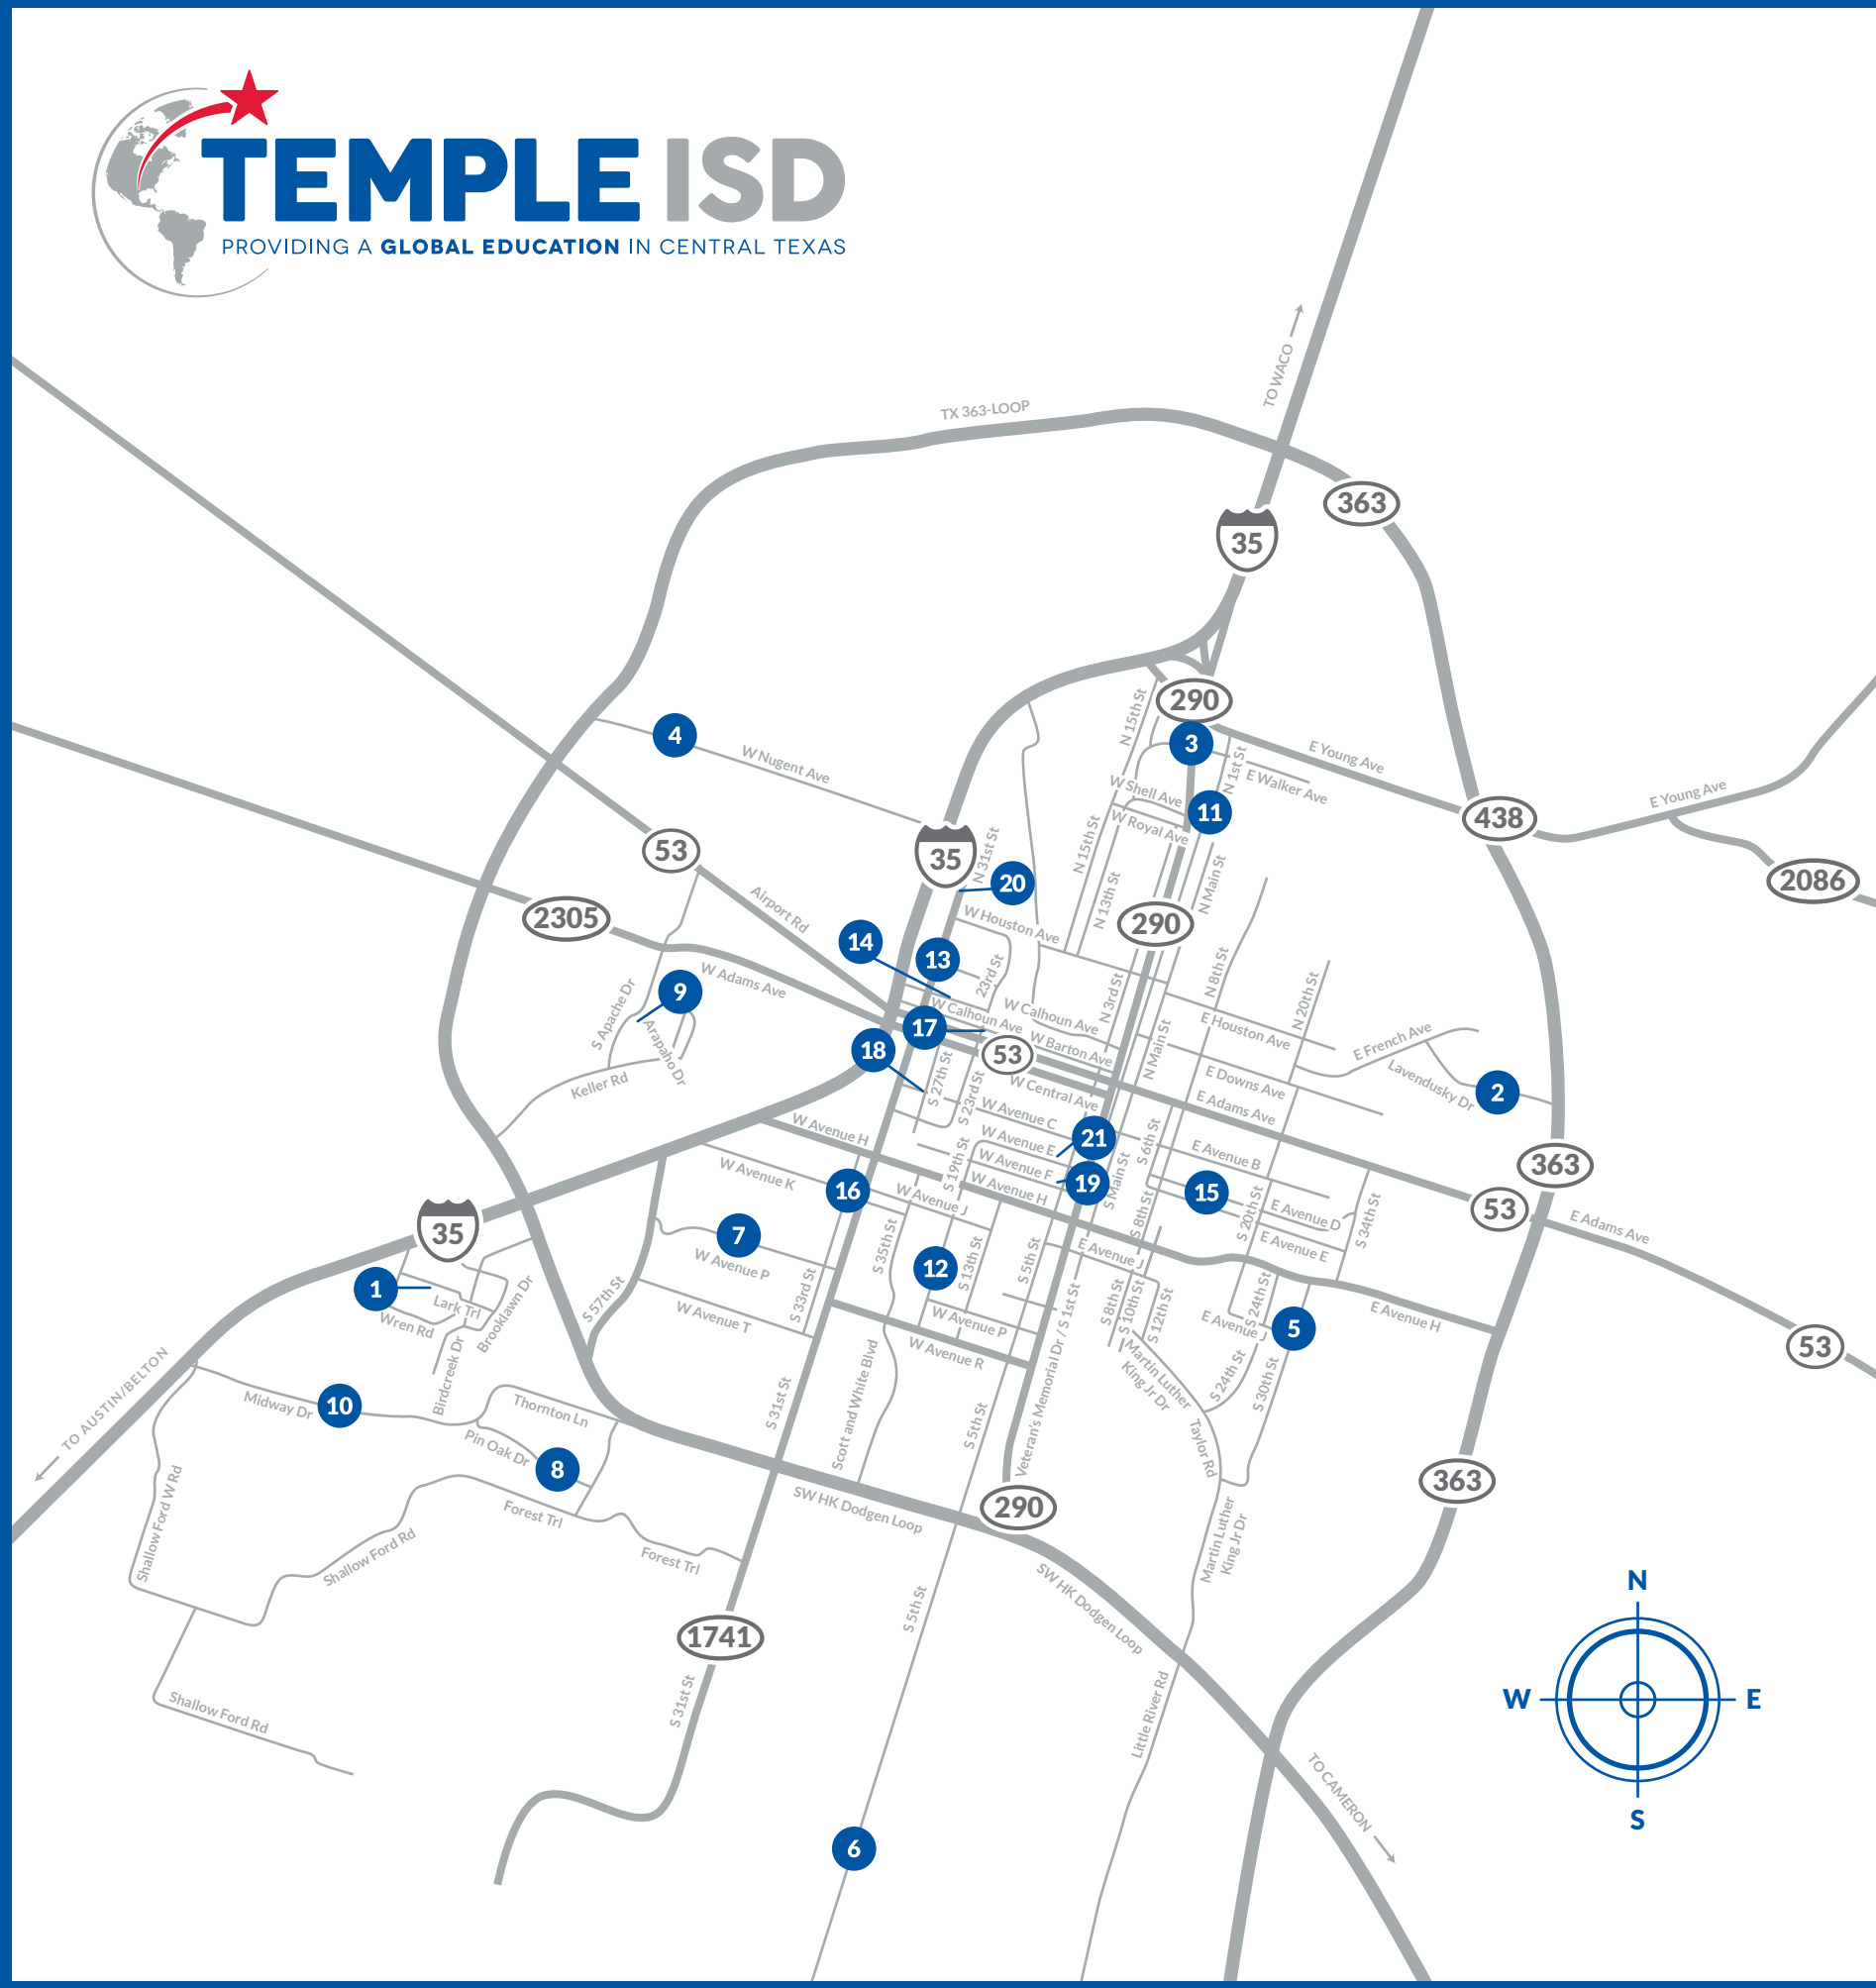 TEMPLE ISD
PROVIDING A GLOBAL EDUCATION IN CENTRAL TEXAS
TO WACO
TX 363-LOOP
363
35
290
N 15th St
3
E Young Ave
4
W Nugent Ave
N 1st St
E Walker Ave
W Shell Ave
E Young Ave
11
438
W Royal Ave
53
35
N 31st St
N 15th St
20
N Main St
2086
N 13th St
Airport Rd
2305
W Houston Ave
290
14
13
23rd St
N 8th St
W Adams Ave
9
N 3rd St
N 20th St
S Apache Dr
W Calhoun Ave
W Calhoun Ave
E Houston Ave
17
Arapaho Dr
W Barton Ave
N Main St
E French Ave
18
53
Keller Rd
S 27th St
S 23rd St
W Central Ave
E Downs Ave
Lavendusky Dr
2
E Adams Ave
W Avenue C
W Avenue H
W Avenue E
21
S 6th St
E Avenue B
363
W Avenue K
S 19th St
W Avenue F
16
W Avenue J
W Avenue H
19
S Main St
15
53
E Adams Ave
S 8th St
S 20th St
E Avenue D
S 34th St
35
7
S 35th St
E Avenue J
E Avenue E
W Avenue P
12
S 13th St
S 5th St
1
Lark Trl
Brooklawn Dr
S 57th St
S 33rd St
S 8th St
S 10th St
S 12th St
S 24th St
Wren Rd
W Avenue T
W Avenue P
E Avenue J
5
E Avenue H
W Avenue R
Veteran's Memorial Dr / S 1st St
53
TO AUSTIN/BELTON
Birdcreek Dr
Scott and White Blvd
Martin Luther
King Jr Dr
S 24th St
S 30th St
Midway Dr
10
Thornton Ln
S 31st St
S 5th St
Taylor Rd
Pin Oak Dr
8
363
Shallow Ford W Rd
Forest Trl
SW HK Dodgen Loop
290
Shallow Ford Rd
Forest Trl
Martin Luther
King Jr Dr
SW HK Dodgen Loop
S 5th St
N
1741
S 31st St
Shallow Ford Rd
Little River Rd
W
E
TO CAMERON
S
6